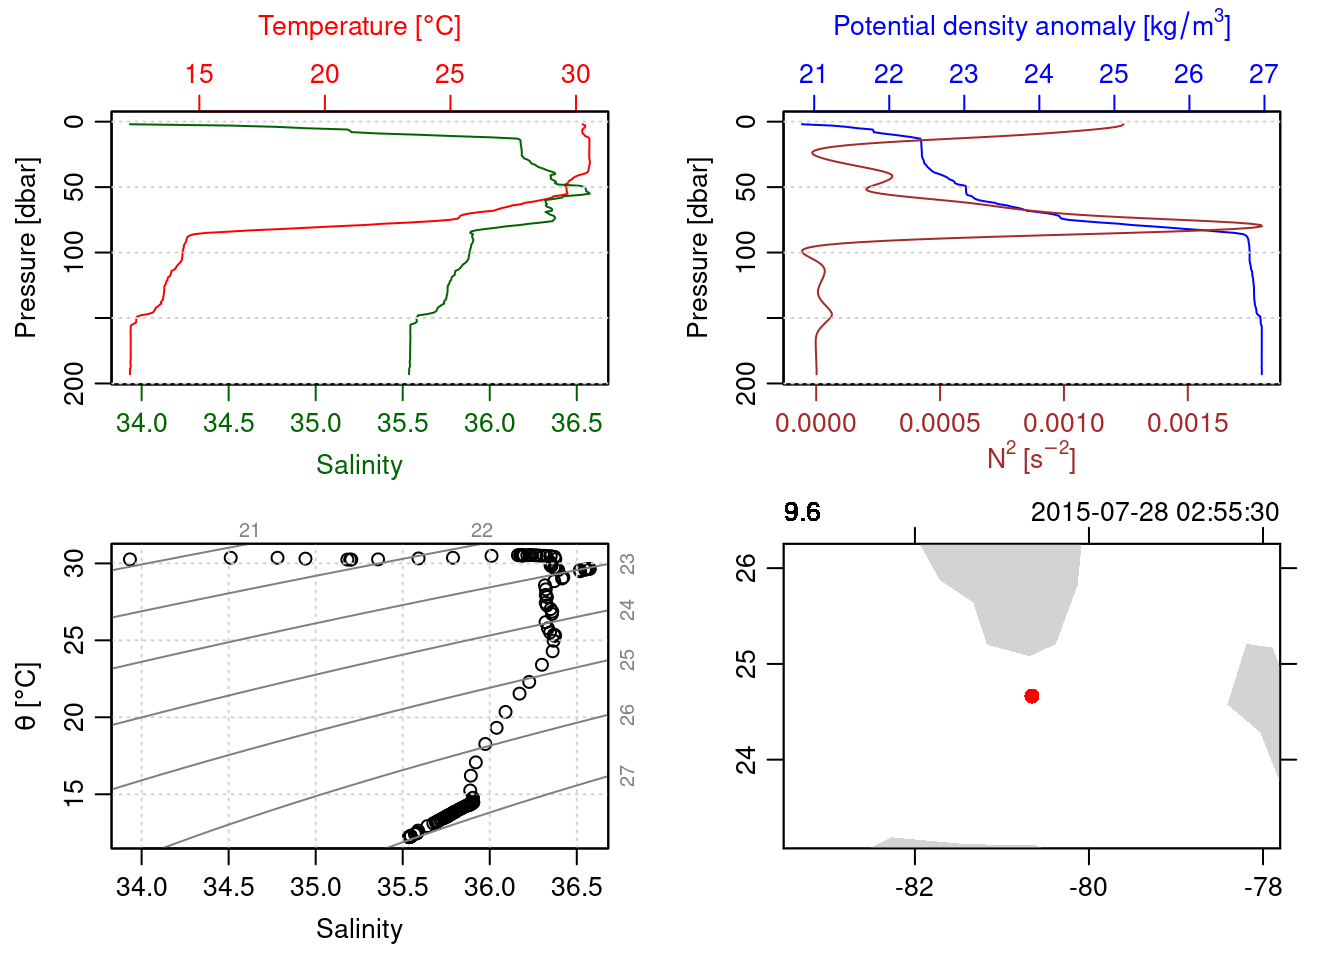 Temperature [°C]
15 20 25 30
Pressure [dbar]
0
50
100
200
34.0 34.5 35.0 35.5 36.0 36.5
Salinity
Potential density anomaly [kg/m³]
21 22 23 24 25 26 27
Pressure [dbar]
0
50
100
200
0.0000 0.0005 0.0010 0.0015
N² [s⁻²]
21 22
θ [°C]
30
25
20
15
23
24
25
26
27
34.0 34.5 35.0 35.5 36.0 36.5
Salinity
9.6 2015-07-28 02:55:30
26
25
24
-82 -80 -78